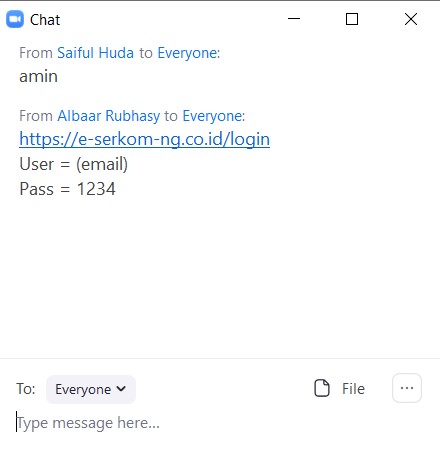 Chat
From Saiful Huda to Everyone:
amin
From Albaar Rubhasy to Everyone:
https://e-serkom-ng.co.id/login
User = (email)
Pass = 1234
To: Everyone File
Type message here...